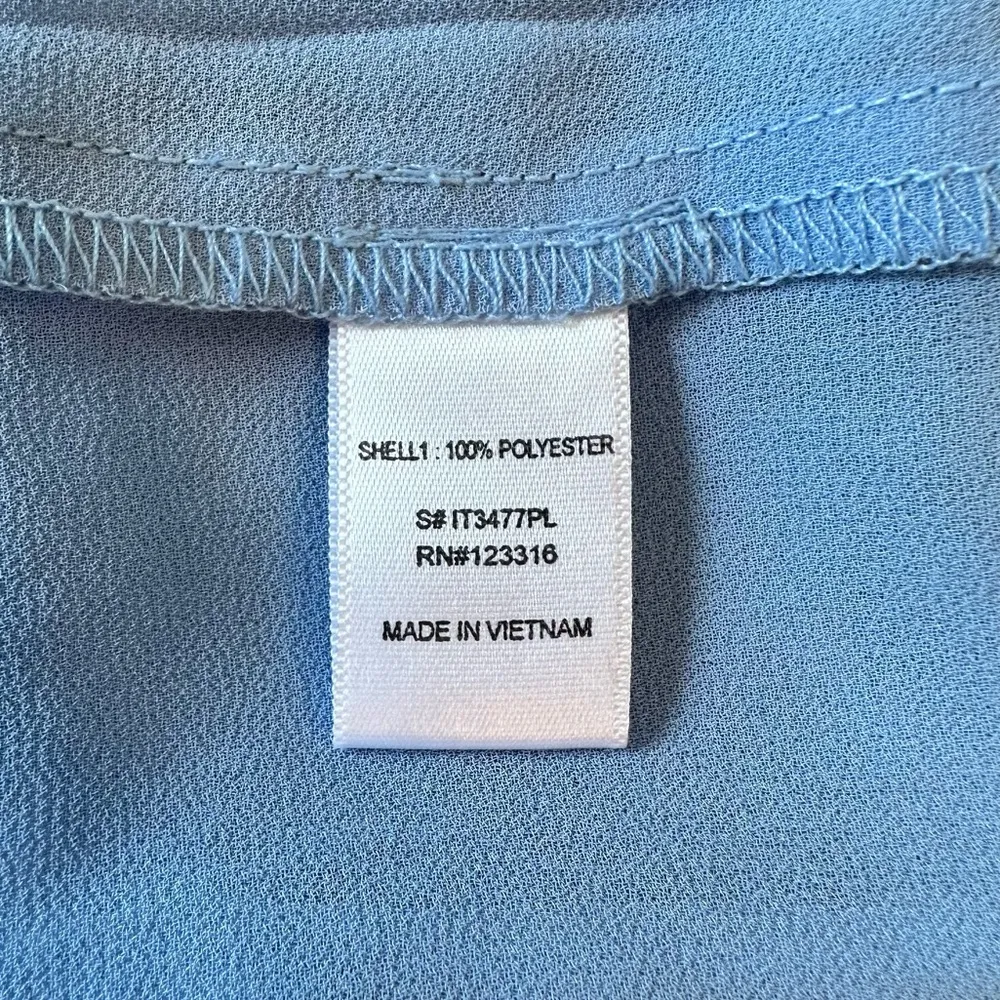 SHELL1 : 100% POLYESTER
S# IT3477PL
RN#123316
MADE IN VIETNAM